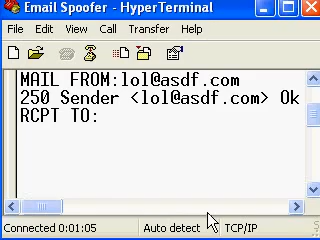 Email Spoofer - HyperTerminal
File Edit View Call Transfer Help
MAIL FROM:lol@asdf.com
250 Sender <lol@asdf.com> Ok
RCPT TO:
Connected 0:01:05 Auto detect TCP/IP